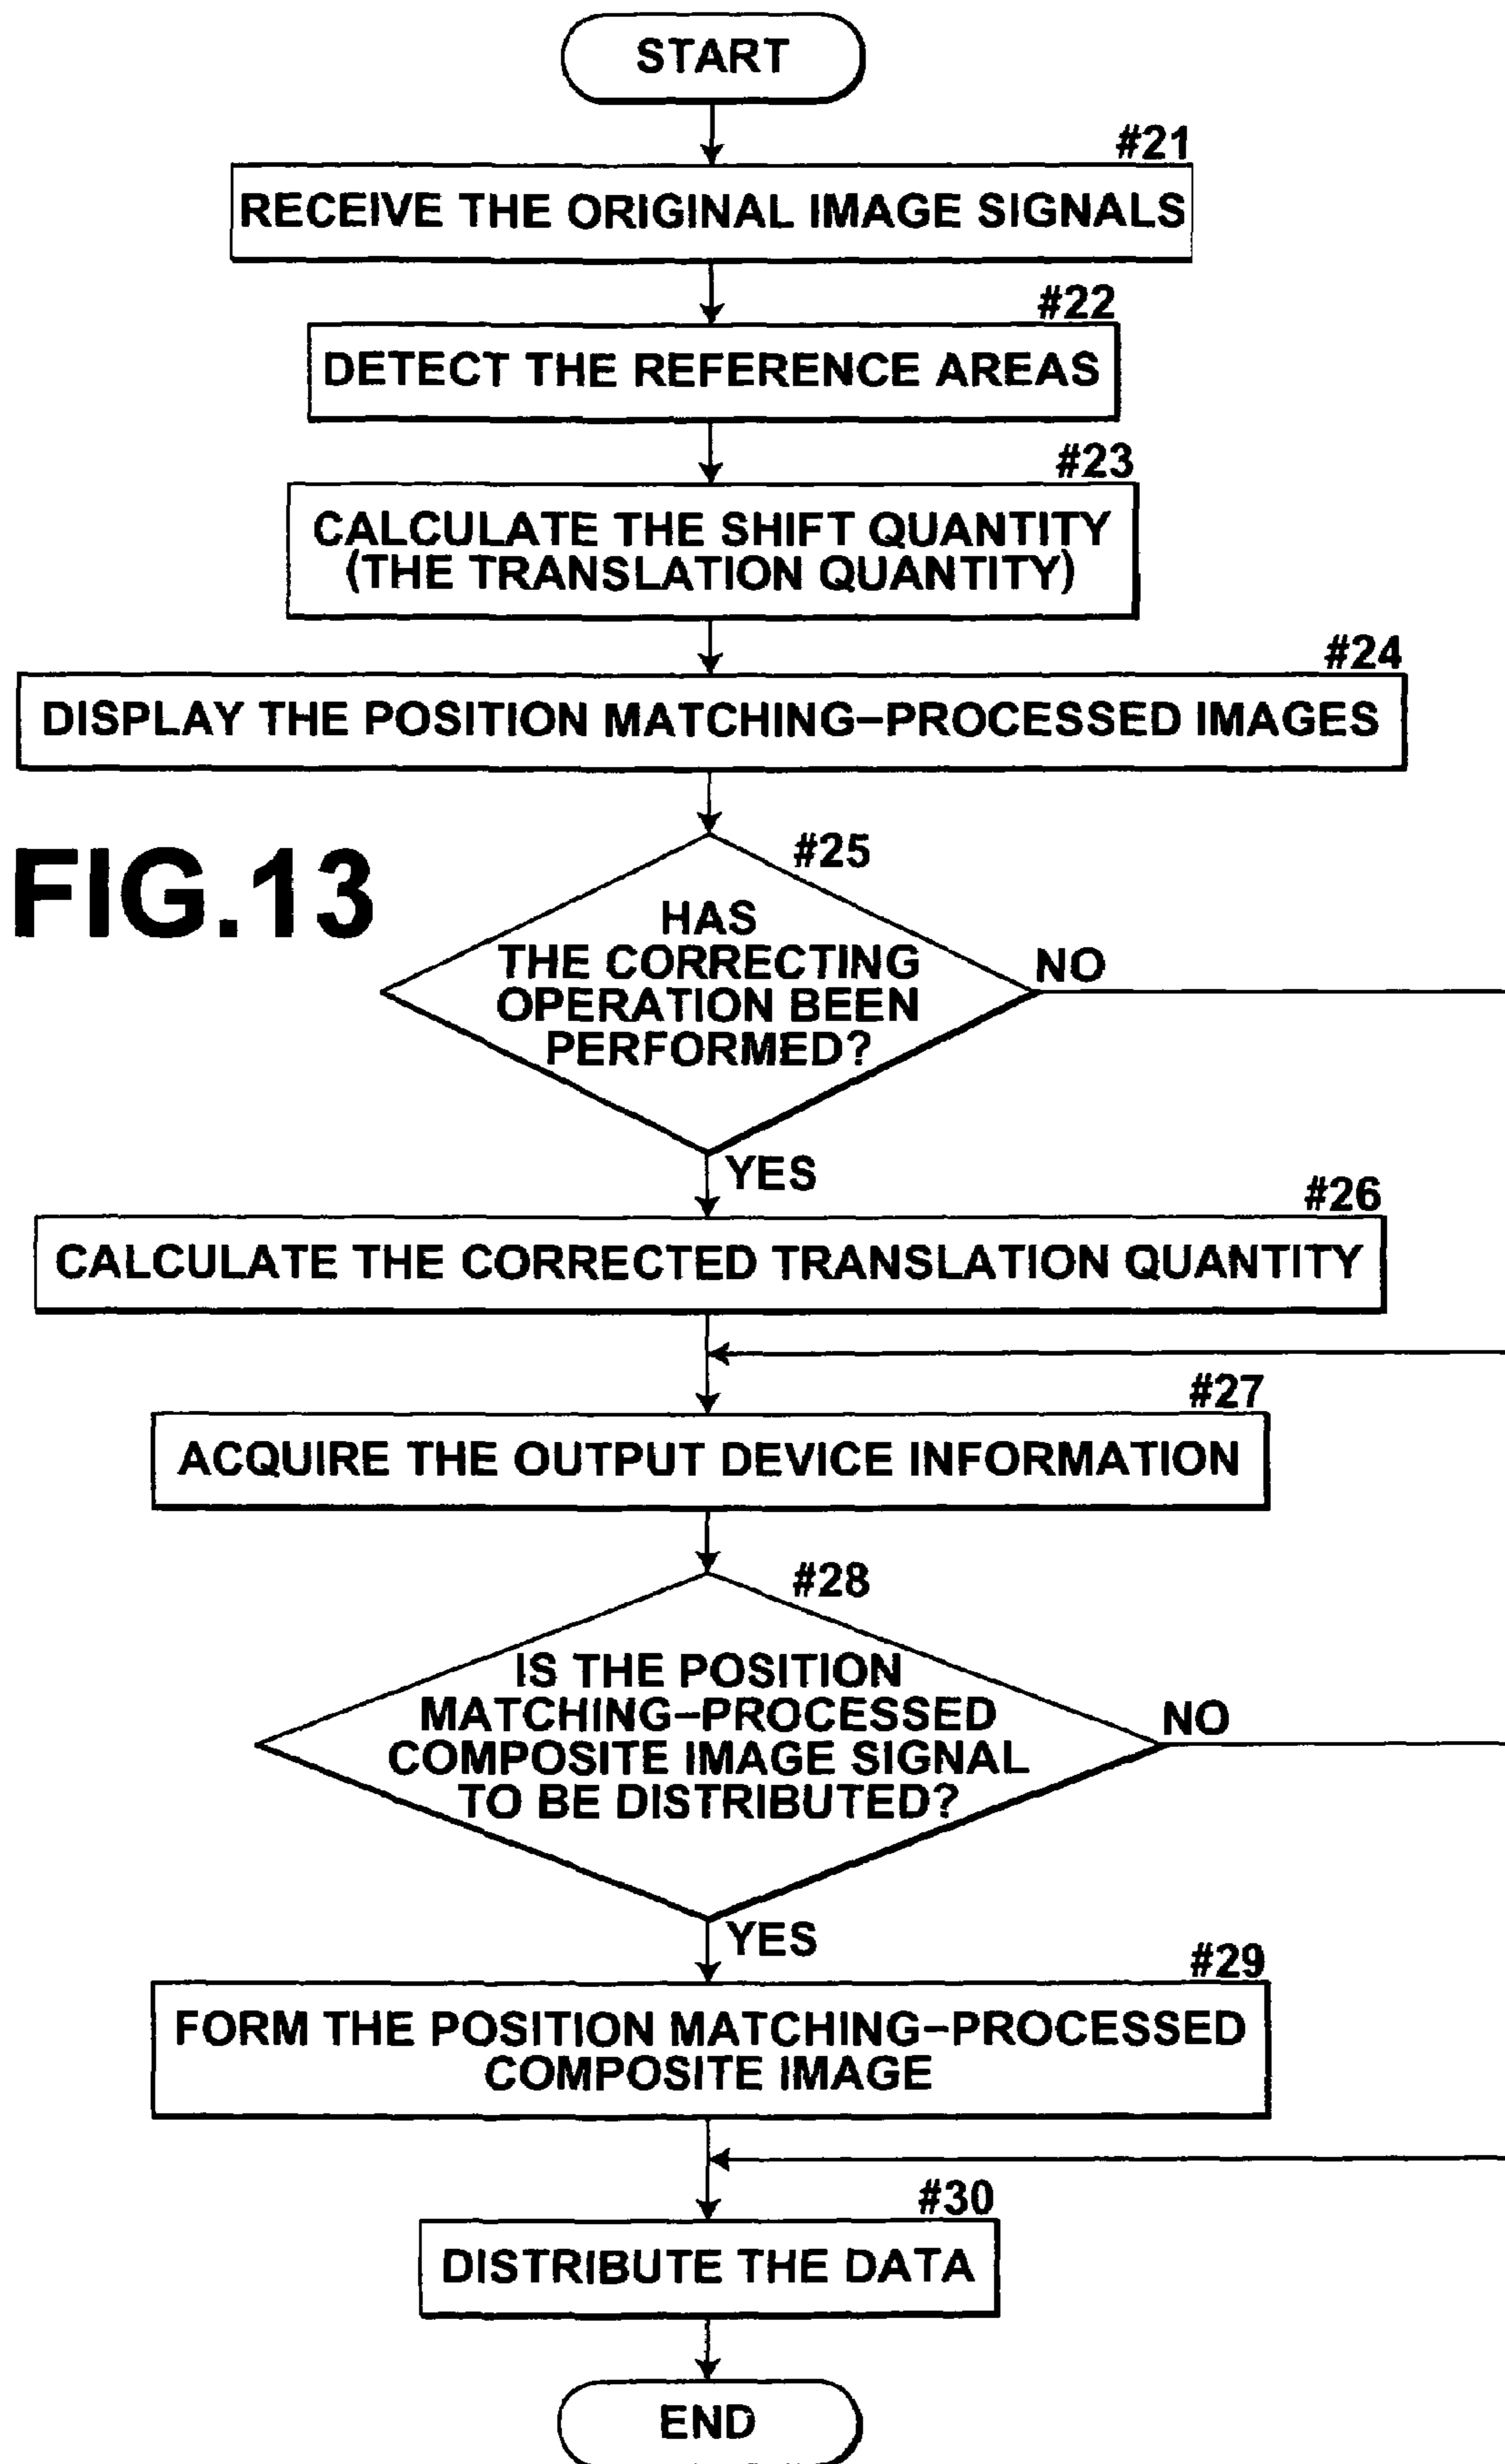 START
#21
RECEIVE THE ORIGINAL IMAGE SIGNALS
#22
DETECT THE REFERENCE AREAS
#23
CALCULATE THE SHIFT QUANTITY
(THE TRANSLATION QUANTITY)
#24
DISPLAY THE POSITION MATCHING–PROCESSED IMAGES
FIG.13
#25
HAS
THE CORRECTING
OPERATION BEEN
PERFORMED?
NO
YES
#26
CALCULATE THE CORRECTED TRANSLATION QUANTITY
#27
ACQUIRE THE OUTPUT DEVICE INFORMATION
#28
IS THE POSITION
MATCHING–PROCESSED
COMPOSITE IMAGE SIGNAL
TO BE DISTRIBUTED?
NO
YES
#29
FORM THE POSITION MATCHING–PROCESSED
COMPOSITE IMAGE
#30
DISTRIBUTE THE DATA
END